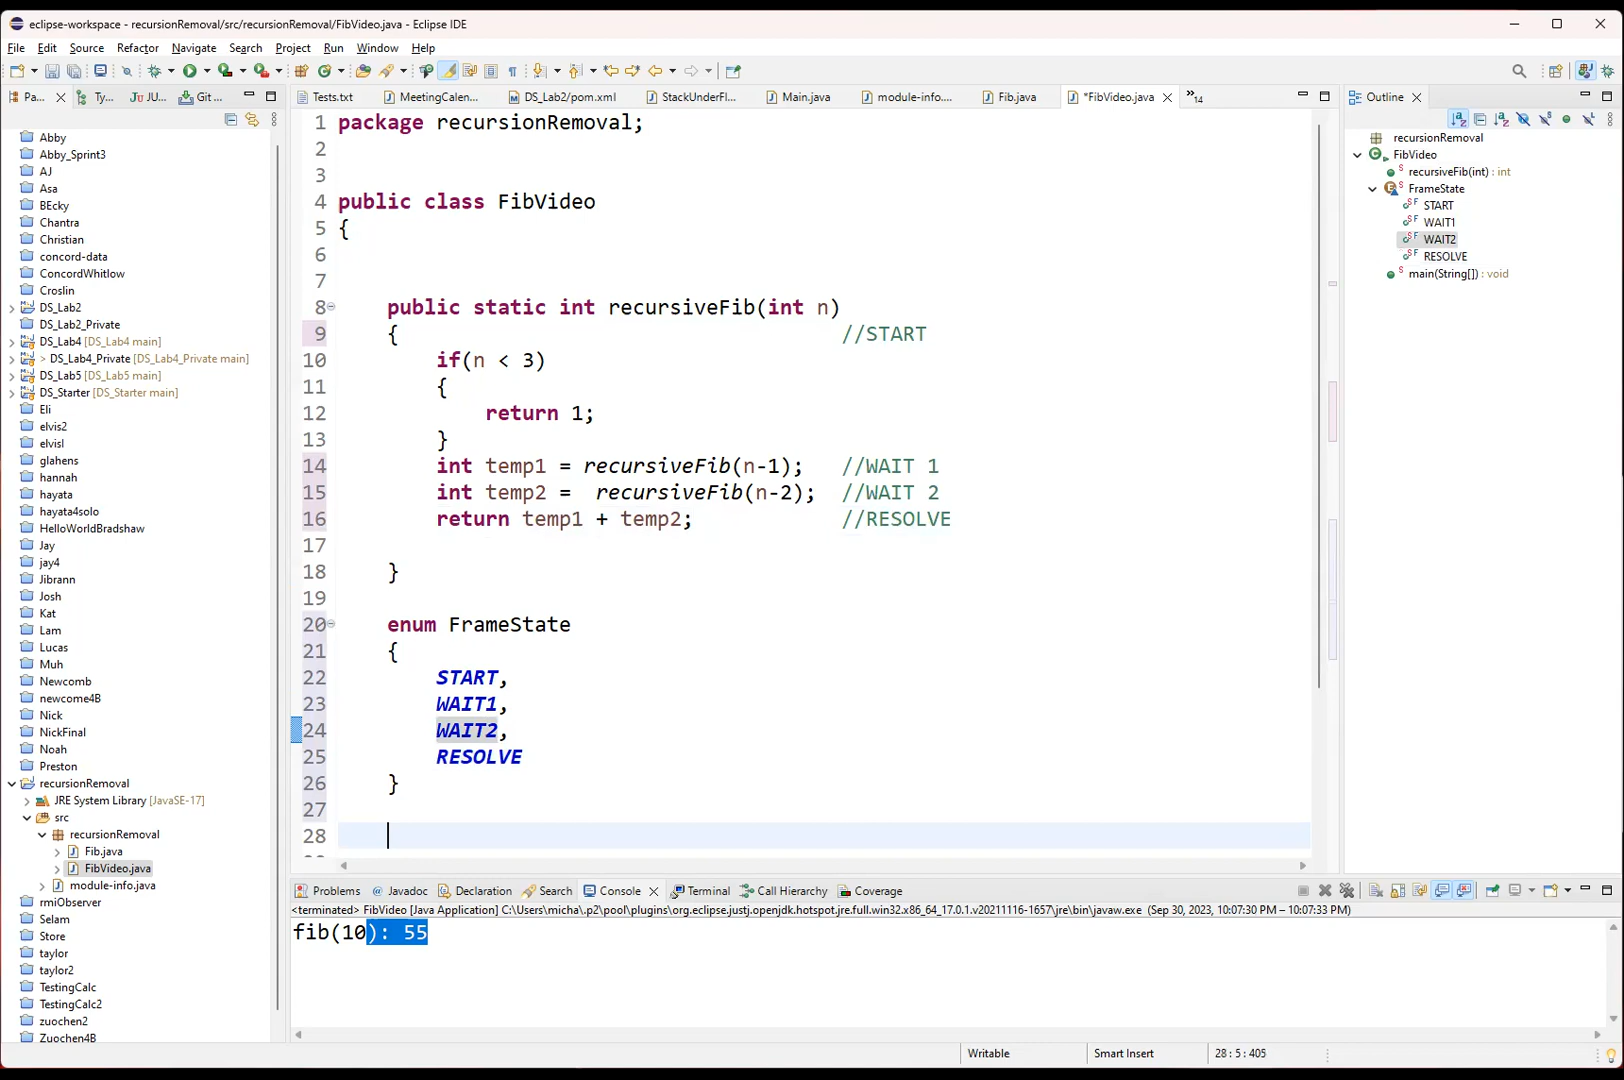 eclipse-workspace - recursionRemoval/src/recursionRemoval/FibVideo.java - Eclipse IDE
File Edit Source Refactor Navigate Search Project Run Window Help
Pa... Ty... JU... Git ...
Tests.txt MeetingCalen... DS_Lab2/pom.xml StackUnderFl... Main.java module-info.... Fib.java *FibVideo.java »14
Outline
Abby
Abby_Sprint3
AJ
Asa
BEcky
Chantra
Christian
concord-data
ConcordWhitlow
Croslin
DS_Lab2
DS_Lab2_Private
DS_Lab4 [DS_Lab4 main]
> DS_Lab4_Private [DS_Lab4_Private main]
DS_Lab5 [DS_Lab5 main]
DS_Starter [DS_Starter main]
Eli
elvis2
elvisl
glahens
hannah
hayata
hayata4solo
HelloWorldBradshaw
Jay
jay4
Jibrann
Josh
Kat
Lam
Lucas
Muh
Newcomb
newcome4B
Nick
NickFinal
Noah
Preston
recursionRemoval
JRE System Library [JavaSE-17]
src
recursionRemoval
Fib.java
FibVideo.java
module-info.java
rmiObserver
Selam
Store
taylor
taylor2
TestingCalc
TestingCalc2
zuochen2
Zuochen4B
1 package recursionRemoval;
2
3
4 public class FibVideo
5 {
6
7
8 public static int recursiveFib(int n)
9 { //START
10 if(n < 3)
11 {
12 return 1;
13 }
14 int temp1 = recursiveFib(n-1); //WAIT 1
15 int temp2 = recursiveFib(n-2); //WAIT 2
16 return temp1 + temp2; //RESOLVE
17
18 }
19
20 enum FrameState
21 {
22 START,
23 WAIT1,
24 WAIT2,
25 RESOLVE
26 }
27
28
recursionRemoval
FibVideo
recursiveFib(int) : int
FrameState
START
WAIT1
WAIT2
RESOLVE
main(String[]) : void
Problems Javadoc Declaration Search Console Terminal Call Hierarchy Coverage
<terminated> FibVideo [Java Application] C:\Users\micha\.p2\pool\plugins\org.eclipse.justj.openjdk.hotspot.jre.full.win32.x86_64_17.0.1.v20211116-1657\jre\bin\javaw.exe (Sep 30, 2023, 10:07:30 PM – 10:07:33 PM)
fib(10): 55
Writable Smart Insert 28 : 5 : 405